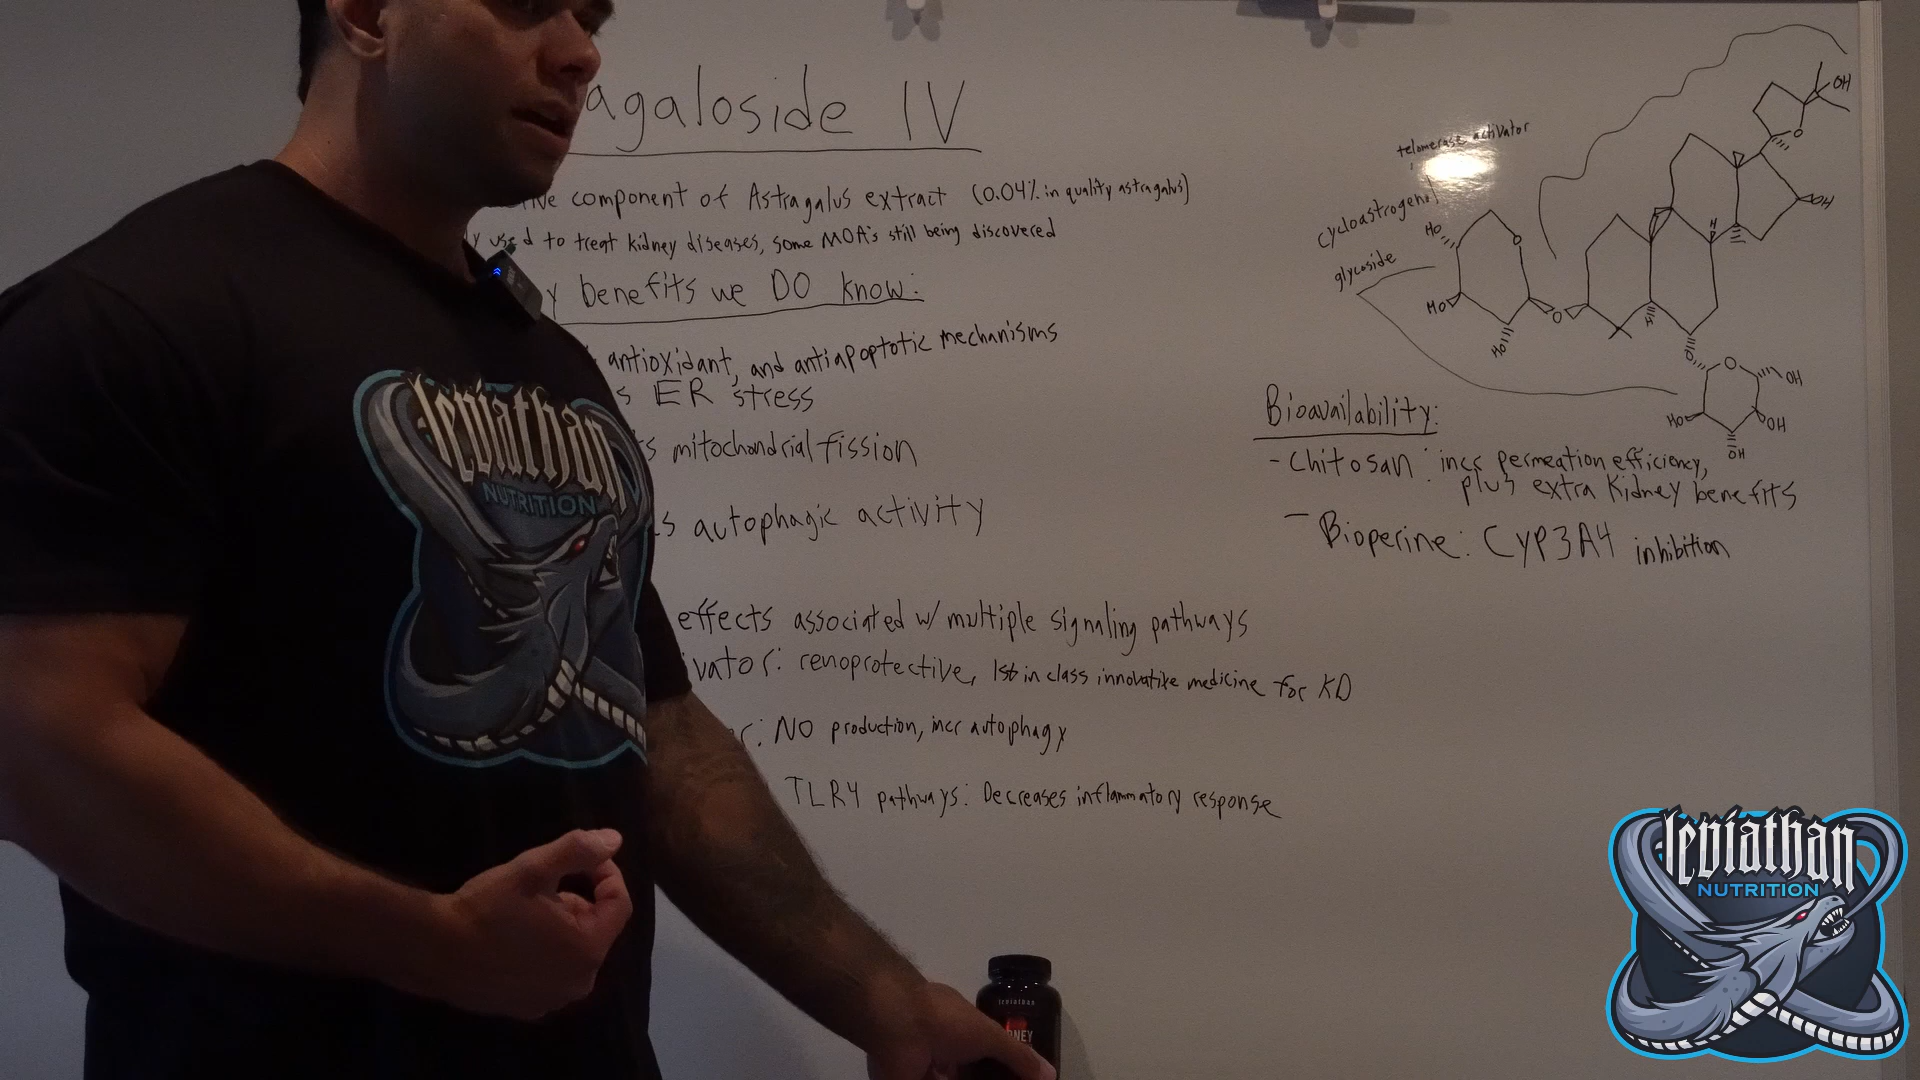 agaloside IV
component of Astragalus extract (0.04% in quality astragalus)
used to treat kidney diseases, some MOA's still being discovered
y benefits we DO know:
antioxidant, and antiapoptotic mechanisms
s ER stress
s mitochondrial fission
s autophagic activity
effects associated w/ multiple signaling pathways
ivator: renoprotective, 1st in class innovative medicine for KD
r: NO production, incr autophagy
TLR4 pathways: Decreases inflammatory response
telomerase activator
cycloastrogenol
glycoside
HO
HO
HO
O
O
H
H
O
O
OH
OH
O
OH
OH
OH
HO
Bioavailability:
- Chitosan: incr permeation efficiency,
plus extra kidney benefits
- Bioperine: CYP3A4 inhibition
leviathan
NUTRITION
leviathan
NEY
leviathan
NUTRITION